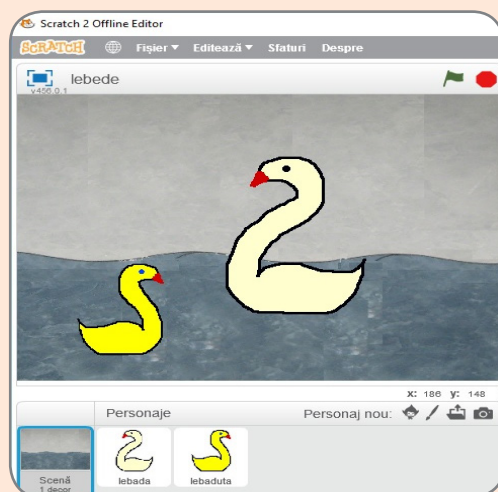 Scratch 2 Offline Editor
SCRATCH Fișier Editează Sfaturi Despre
lebede
v456.0.1
x: 186 y: 148
Personaje Personaj nou:
Scenă lebada lebaduta
1 decor